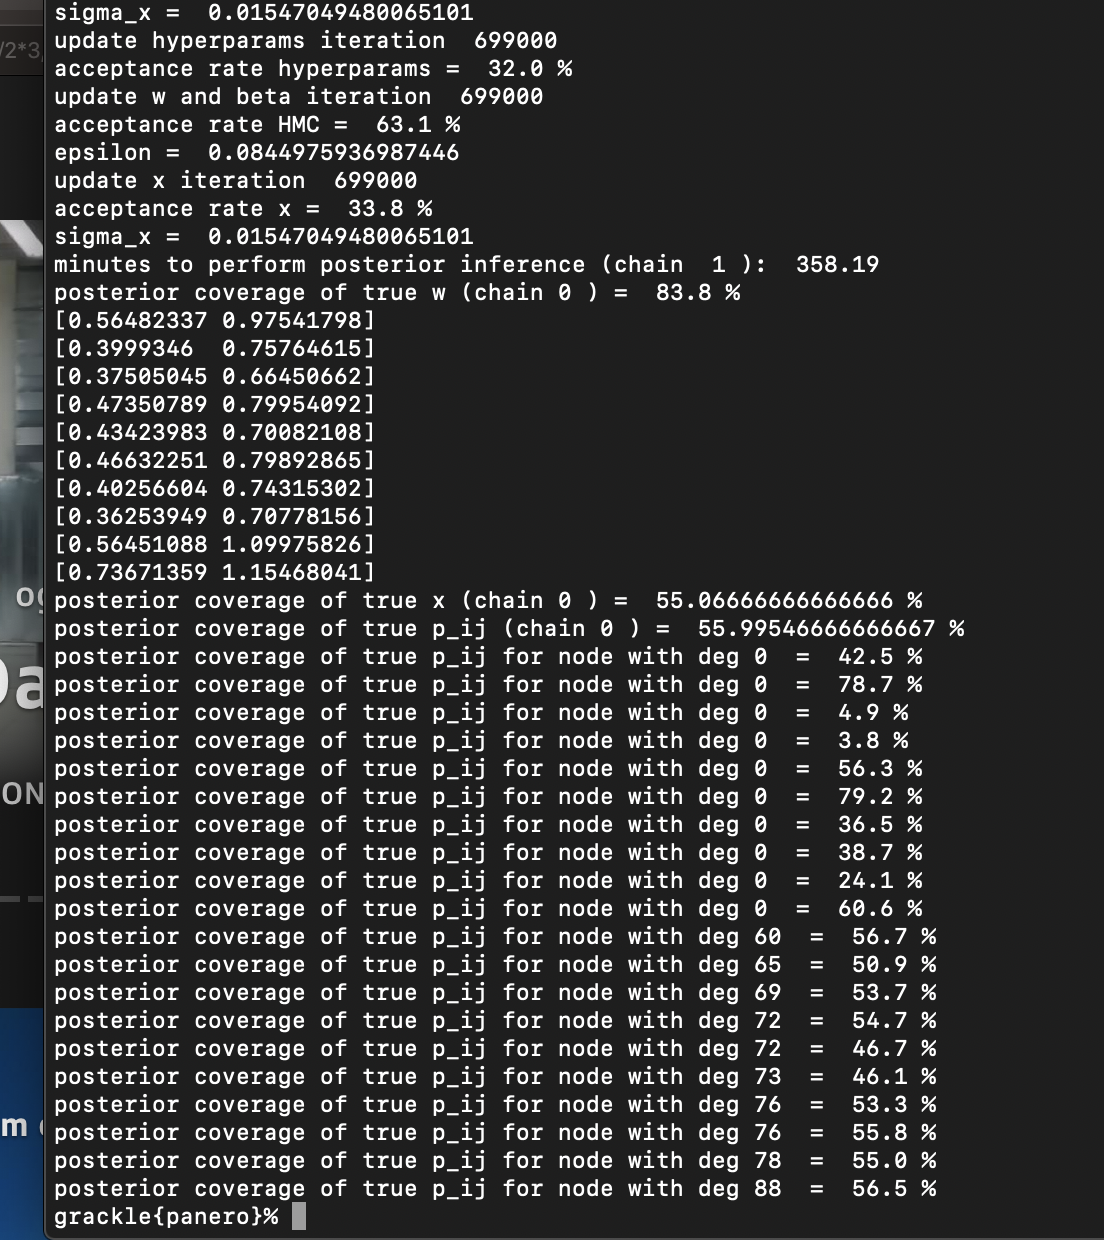 sigma_x =  0.01547049480065101
update hyperparams iteration  699000
acceptance rate hyperparams =  32.0 %
update w and beta iteration  699000
acceptance rate HMC =  63.1 %
epsilon =  0.0844975936987446
update x iteration  699000
acceptance rate x =  33.8 %
sigma_x =  0.01547049480065101
minutes to perform posterior inference (chain  1 ):  358.19
posterior coverage of true w (chain 0 ) =  83.8 %
[0.56482337 0.97541798]
[0.3999346  0.75764615]
[0.37505045 0.66450662]
[0.47350789 0.79954092]
[0.43423983 0.70082108]
[0.46632251 0.79892865]
[0.40256604 0.74315302]
[0.36253949 0.70778156]
[0.56451088 1.09975826]
[0.73671359 1.15468041]
posterior coverage of true x (chain 0 ) =  55.06666666666666 %
posterior coverage of true p_ij (chain 0 ) =  55.99546666666667 %
posterior coverage of true p_ij for node with deg 0  =  42.5 %
posterior coverage of true p_ij for node with deg 0  =  78.7 %
posterior coverage of true p_ij for node with deg 0  =  4.9 %
posterior coverage of true p_ij for node with deg 0  =  3.8 %
posterior coverage of true p_ij for node with deg 0  =  56.3 %
posterior coverage of true p_ij for node with deg 0  =  79.2 %
posterior coverage of true p_ij for node with deg 0  =  36.5 %
posterior coverage of true p_ij for node with deg 0  =  38.7 %
posterior coverage of true p_ij for node with deg 0  =  24.1 %
posterior coverage of true p_ij for node with deg 0  =  60.6 %
posterior coverage of true p_ij for node with deg 60  =  56.7 %
posterior coverage of true p_ij for node with deg 65  =  50.9 %
posterior coverage of true p_ij for node with deg 69  =  53.7 %
posterior coverage of true p_ij for node with deg 72  =  54.7 %
posterior coverage of true p_ij for node with deg 72  =  46.7 %
posterior coverage of true p_ij for node with deg 73  =  46.1 %
posterior coverage of true p_ij for node with deg 76  =  53.3 %
posterior coverage of true p_ij for node with deg 76  =  55.8 %
posterior coverage of true p_ij for node with deg 78  =  55.0 %
posterior coverage of true p_ij for node with deg 88  =  56.5 %
grackle{panero}%